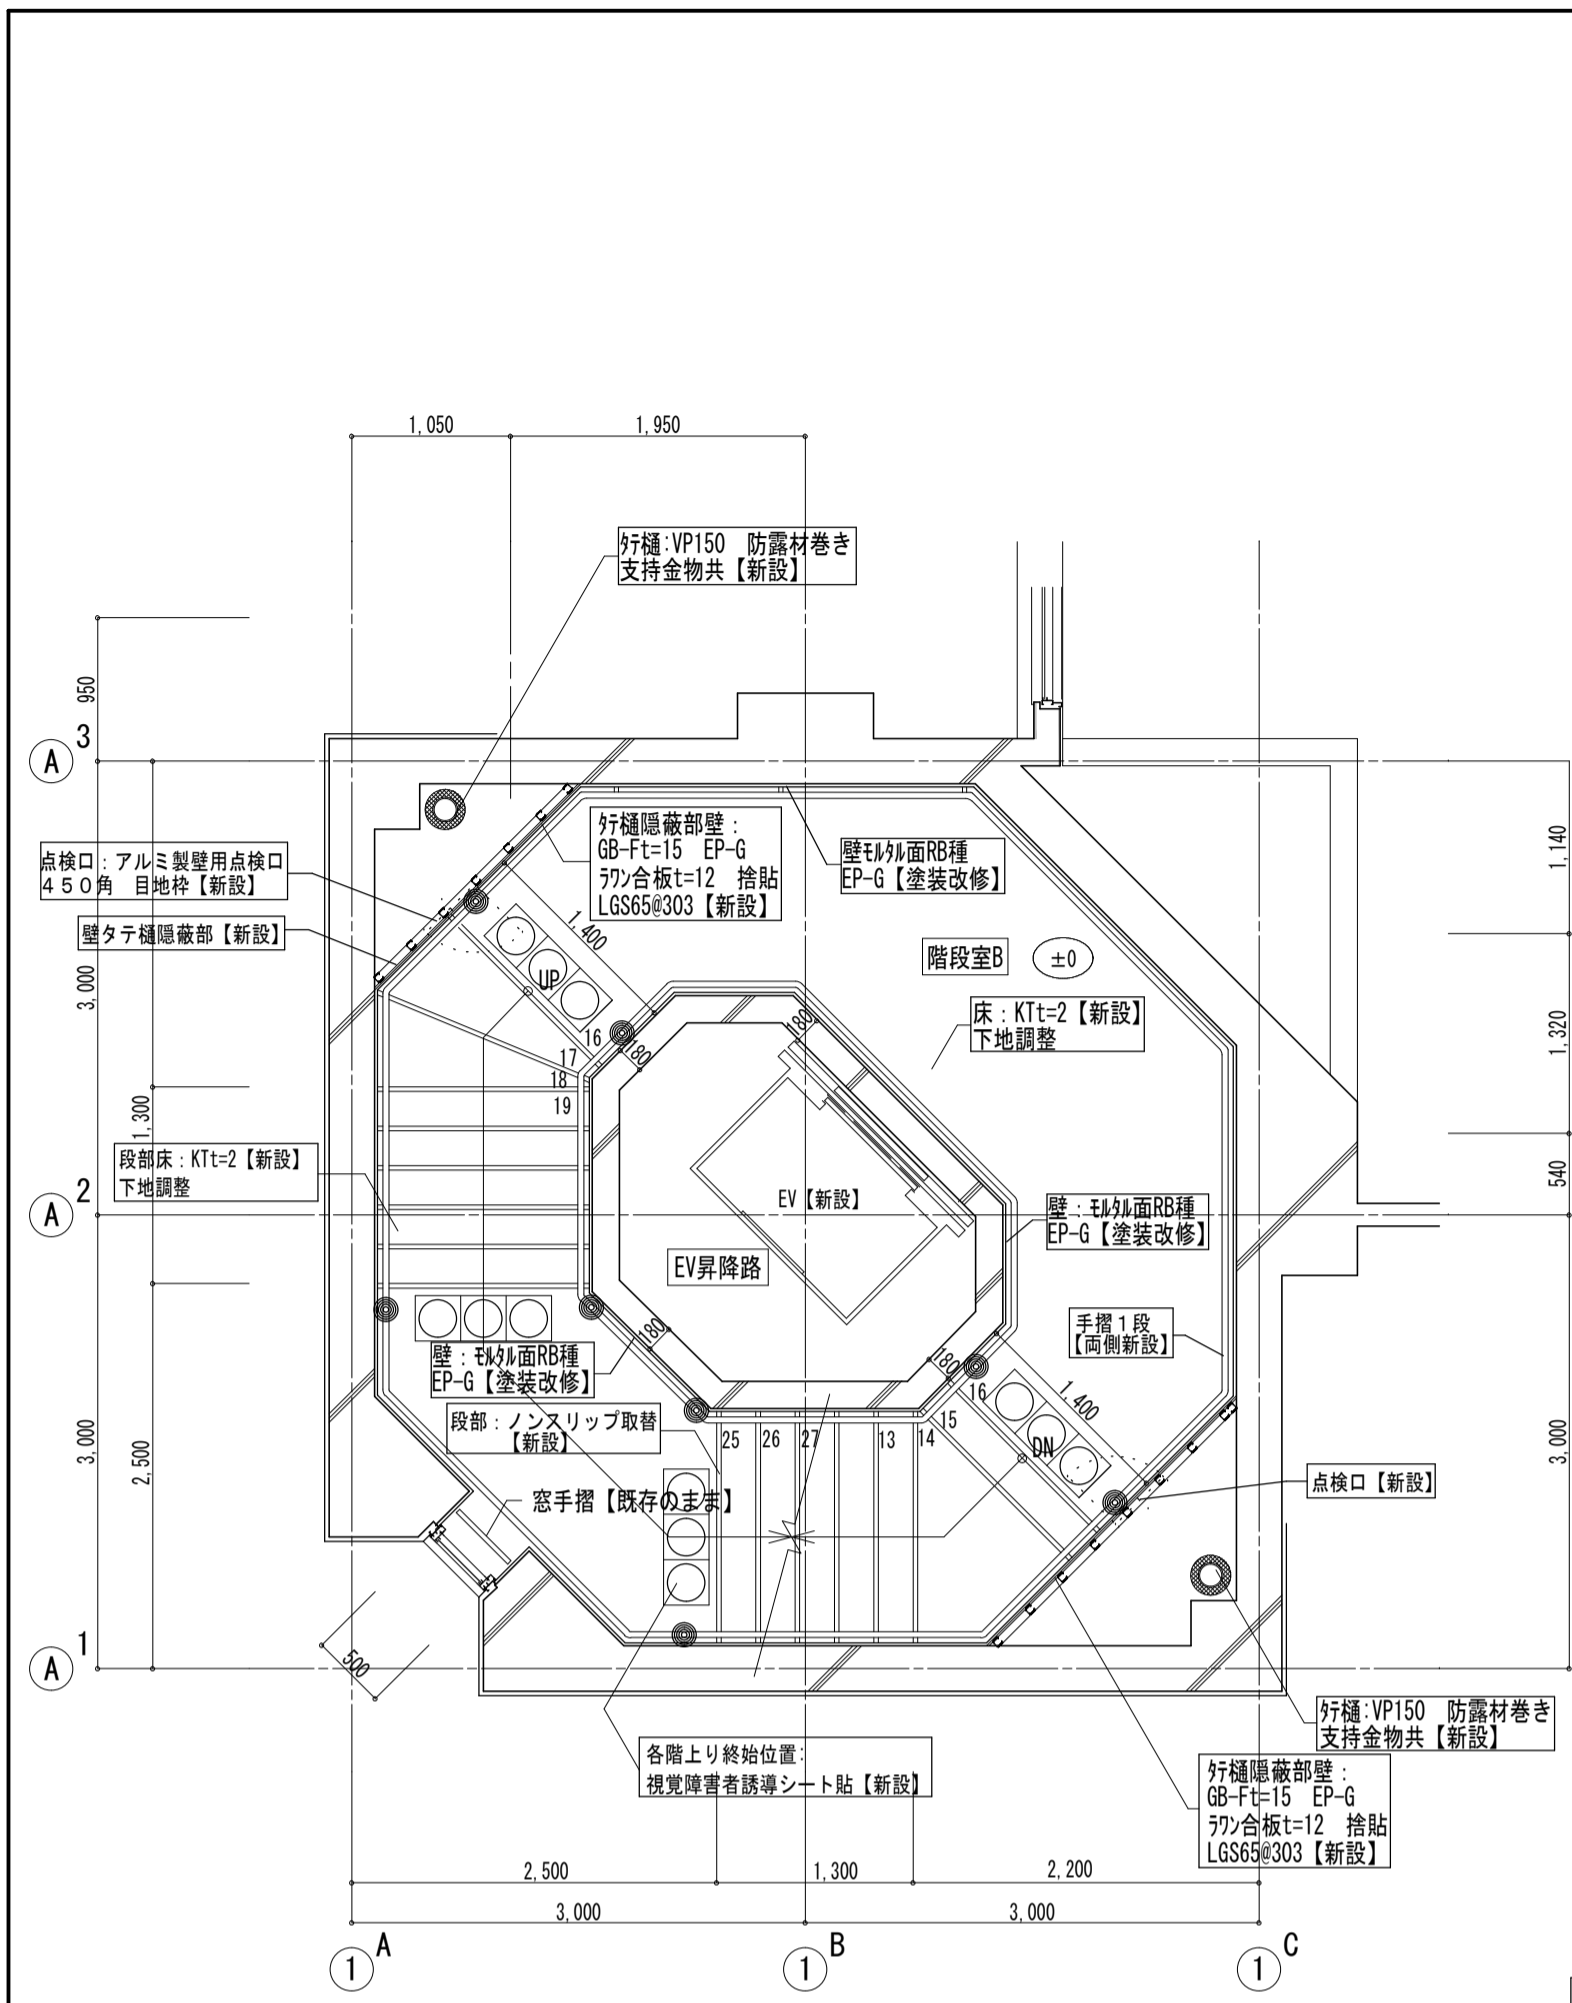 1,050
1,950
ﾀﾃ樋:VP150　防露材巻き
支持金物共【新設】
950
A
3
ﾀﾃ樋隠蔽部壁：
GB-Ft=15　EP-G
ﾗﾜﾝ合板t=12　捨貼
LGS65@303【新設】
壁ﾓﾙﾀﾙ面RB種
EP-G【塗装改修】
点検口：アルミ製壁用点検口
４５０角　目地枠【新設】
壁タテ樋隠蔽部【新設】
1,140
1,400
階段室B
±0
UP
3,000
床：KTt=2【新設】
下地調整
1,320
180
16
17
180
18
19
1,300
段部床：KTt=2【新設】
下地調整
540
A
2
EV【新設】
壁：ﾓﾙﾀﾙ面RB種
EP-G【塗装改修】
EV昇降路
手摺１段
【両側新設】
180
壁：ﾓﾙﾀﾙ面RB種
EP-G【塗装改修】
180
16
1,400
段部：ノンスリップ取替
【新設】
25
26
27
13
14
15
DN
3,000
2,500
3,000
点検口【新設】
窓手摺【既存のまま】
A
1
500
ﾀﾃ樋:VP150　防露材巻き
支持金物共【新設】
各階上り終始位置:
視覚障害者誘導シート貼【新設】
ﾀﾃ樋隠蔽部壁：
GB-Ft=15　EP-G
ﾗﾜﾝ合板t=12　捨貼
LGS65@303【新設】
2,500
1,300
2,200
3,000
3,000
1
A
1
B
1
C